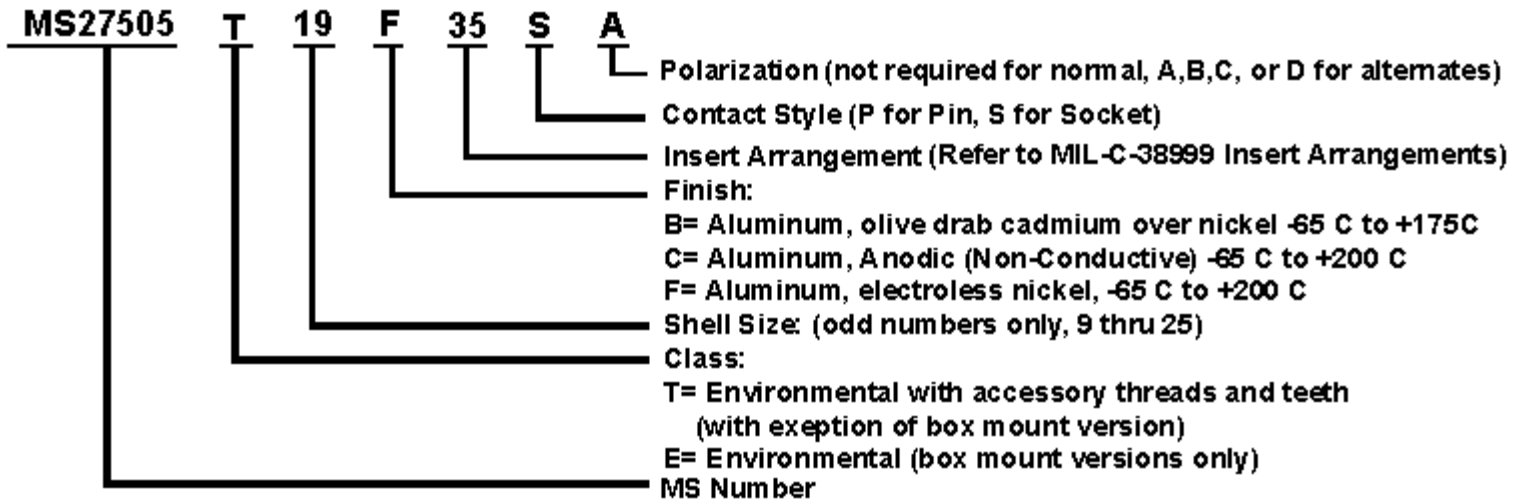 MS27505 T 19 F 35 S A
Polarization (not required for normal, A,B,C, or D for alternates)
Contact Style (P for Pin, S for Socket)
Insert Arrangement (Refer to MIL-C-38999 Insert Arrangements)
Finish:
B= Aluminum, olive drab cadmium over nickel -65 C to +175C
C= Aluminum, Anodic (Non-Conductive) -65 C to +200 C
F= Aluminum, electroless nickel, -65 C to +200 C
Shell Size: (odd numbers only, 9 thru 25)
Class:
T= Environmental with accessory threads and teeth
(with exeption of box mount version)
E= Environmental (box mount versions only)
MS Number